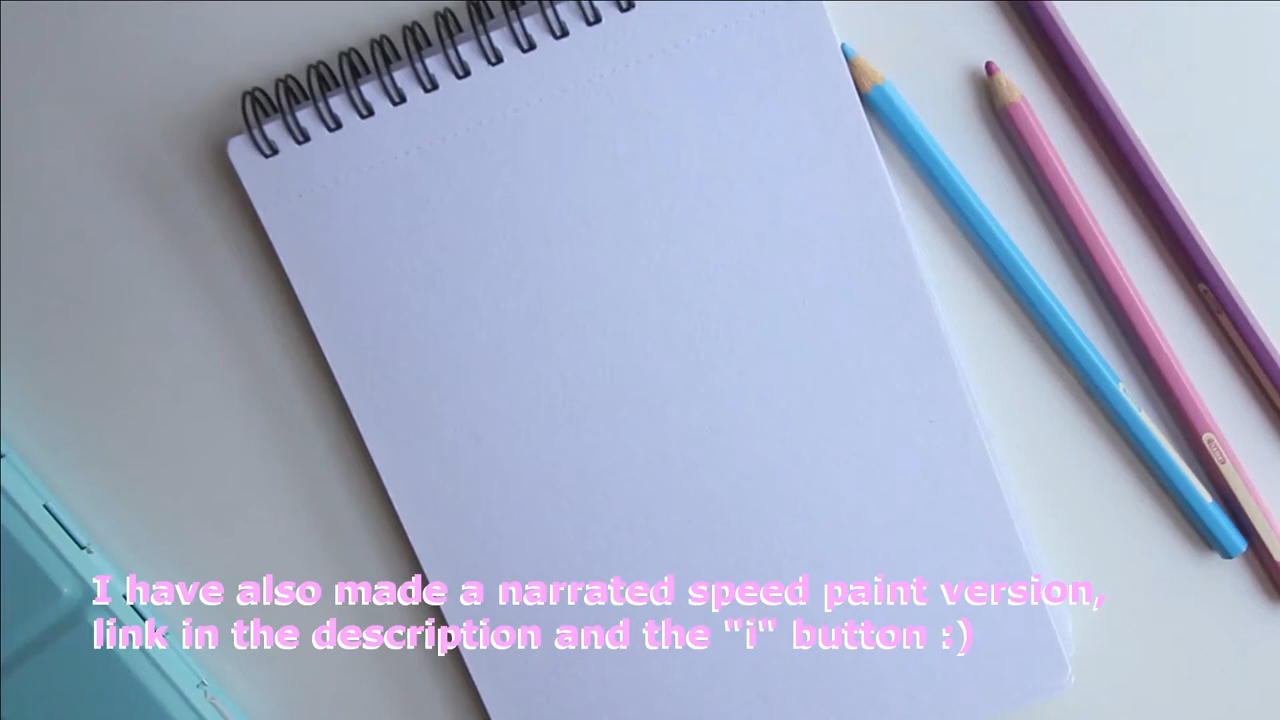 I have also made a narrated speed paint version,
link in the description and the "i" button :)